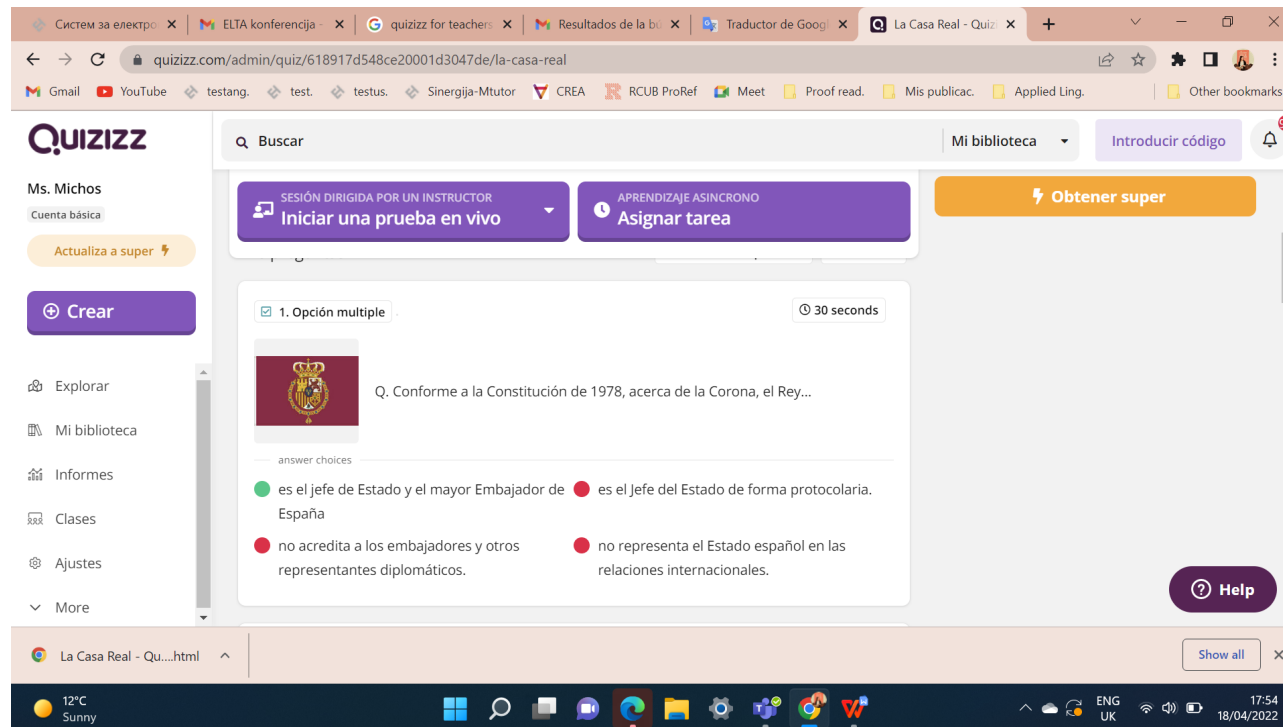 Систем за електро
ELTA konferencija -
quizizz for teachers
Resultados de la bú
Traductor de Googl
La Casa Real - Quiz
quizizz.com/admin/quiz/618917d548ce20001d3047de/la-casa-real
Gmail
YouTube
testang.
test.
testus.
Sinergija-Mtutor
CREA
RCUB ProRef
Meet
Proof read.
Mis publicac.
Applied Ling.
Other bookmarks
QUIZIZZ
Buscar
Mi biblioteca
Introducir código
Ms. Michos
Cuenta básica
Actualiza a super
Crear
Explorar
Mi biblioteca
Informes
Clases
Ajustes
More
SESIÓN DIRIGIDA POR UN INSTRUCTOR
Iniciar una prueba en vivo
APRENDIZAJE ASINCRONO
Asignar tarea
Obtener super
1. Opción multiple
30 seconds
Q. Conforme a la Constitución de 1978, acerca de la Corona, el Rey...
answer choices
es el jefe de Estado y el mayor Embajador de
España
es el Jefe del Estado de forma protocolaria.
no acredita a los embajadores y otros
representantes diplomáticos.
no representa el Estado español en las
relaciones internacionales.
Help
La Casa Real - Qu....html
Show all
12°C
Sunny
ENG
UK
17:54
18/04/2022